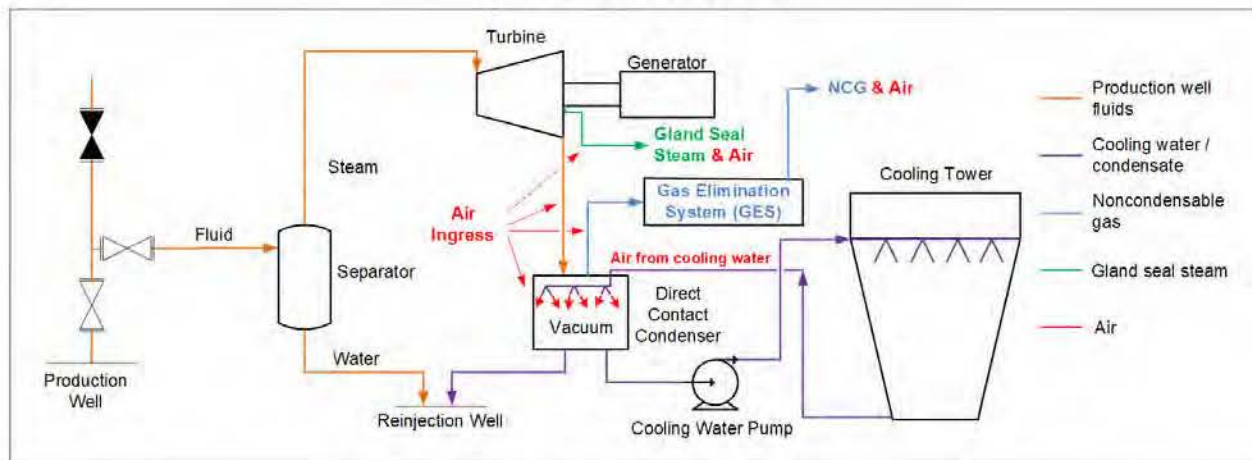 Turbine
Generator
NCG & Air
Production well
fluids
Gland Seal
Steam & Air
Cooling water /
condensate
Steam
Cooling Tower
Gas Elimination
System (GES)
Noncondensable
gas
Air
Ingress
Fluid
Separator
Air from cooling water
Gland seal steam
Direct
Contact
Condenser
Vacuum
Air
Water
Production
Well
Reinjection Well
Cooling Water Pump